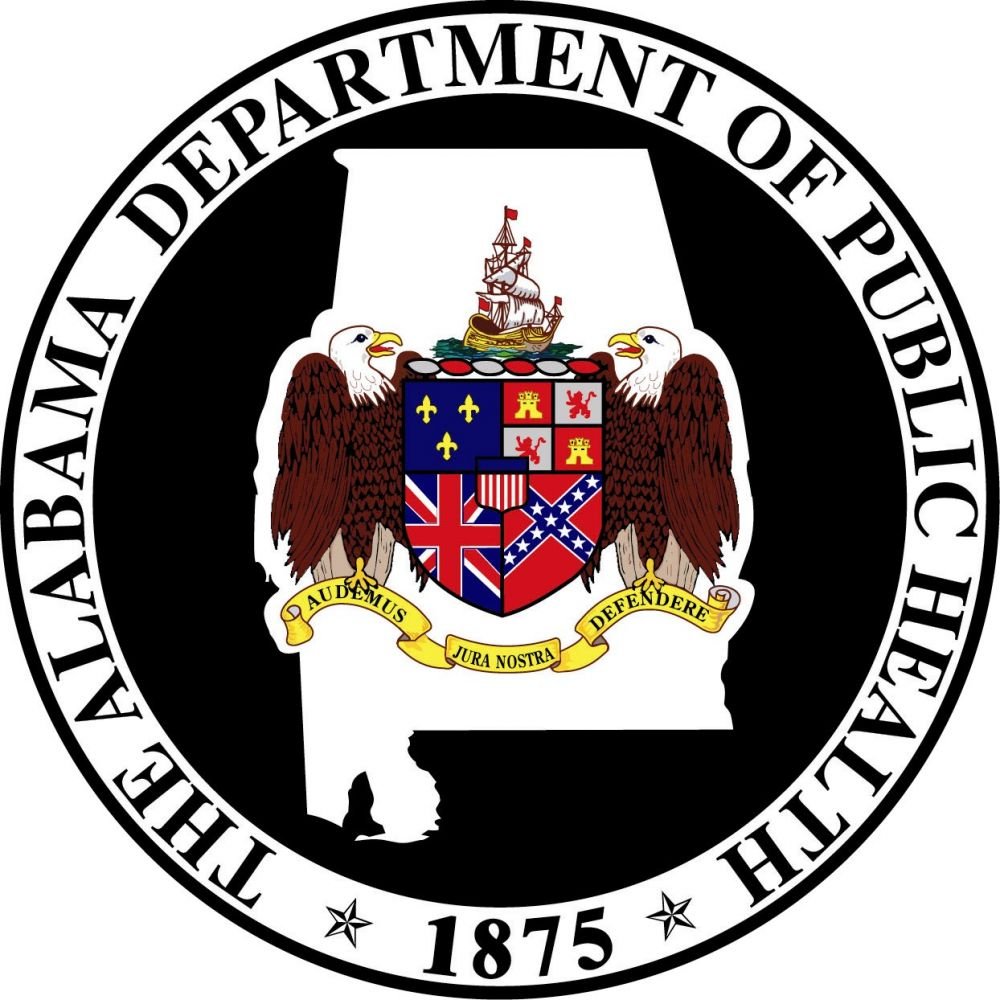 THE ALABAMA DEPARTMENT OF PUBLIC HEALTH
AUDEMUS
JURA NOSTRA
DEFENDERE
1875